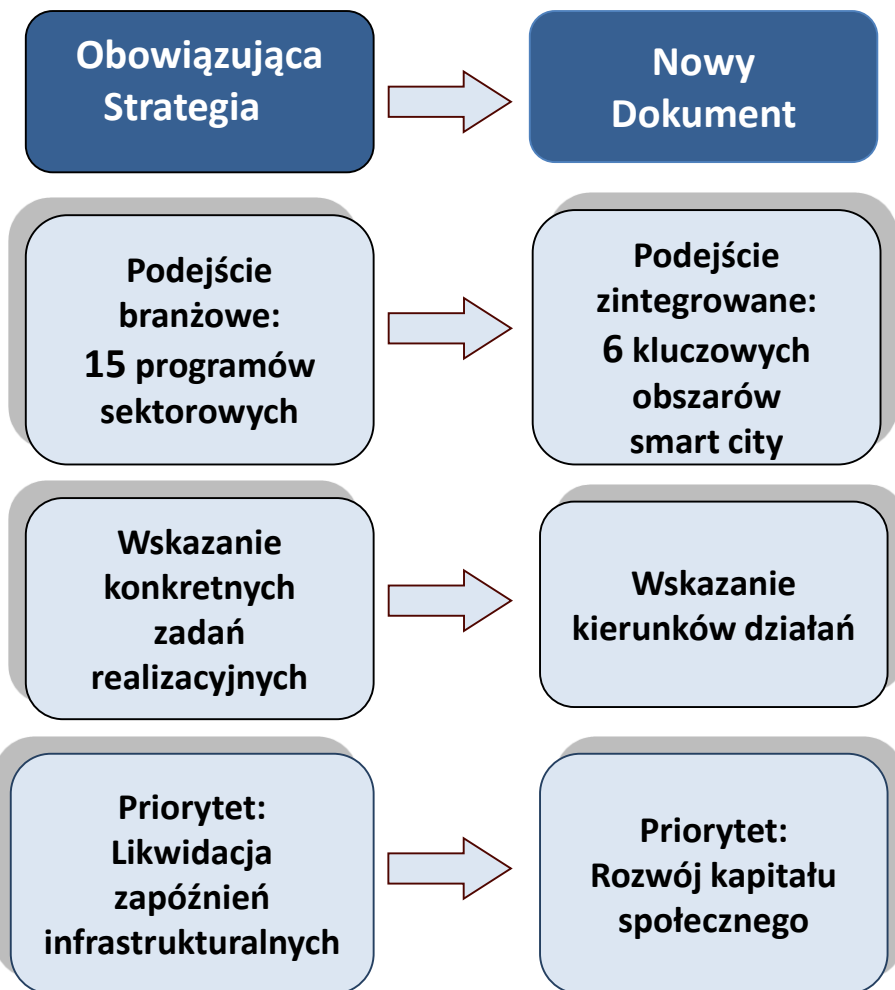 Obowiązująca
Strategia
Nowy
Dokument
Podejście
branżowe:
15 programów
sektorowych
Podejście
zintegrowane:
6 kluczowych
obszarów
smart city
Wskazanie
konkretnych
zadań
realizacyjnych
Wskazanie
kierunków działań
Priorytet:
Likwidacja
zapóźnień
infrastrukturalnych
Priorytet:
Rozwój kapitału
społecznego